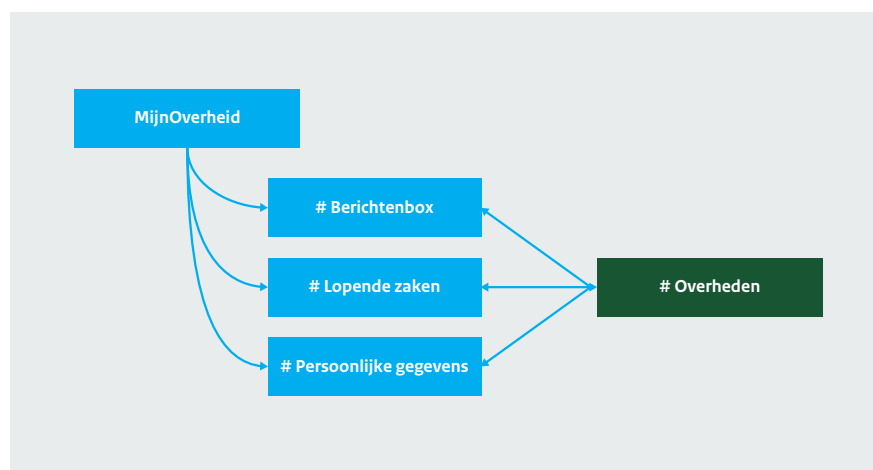 MijnOverheid
# Berichtenbox
# Lopende zaken
# Overheden
# Persoonlijke gegevens